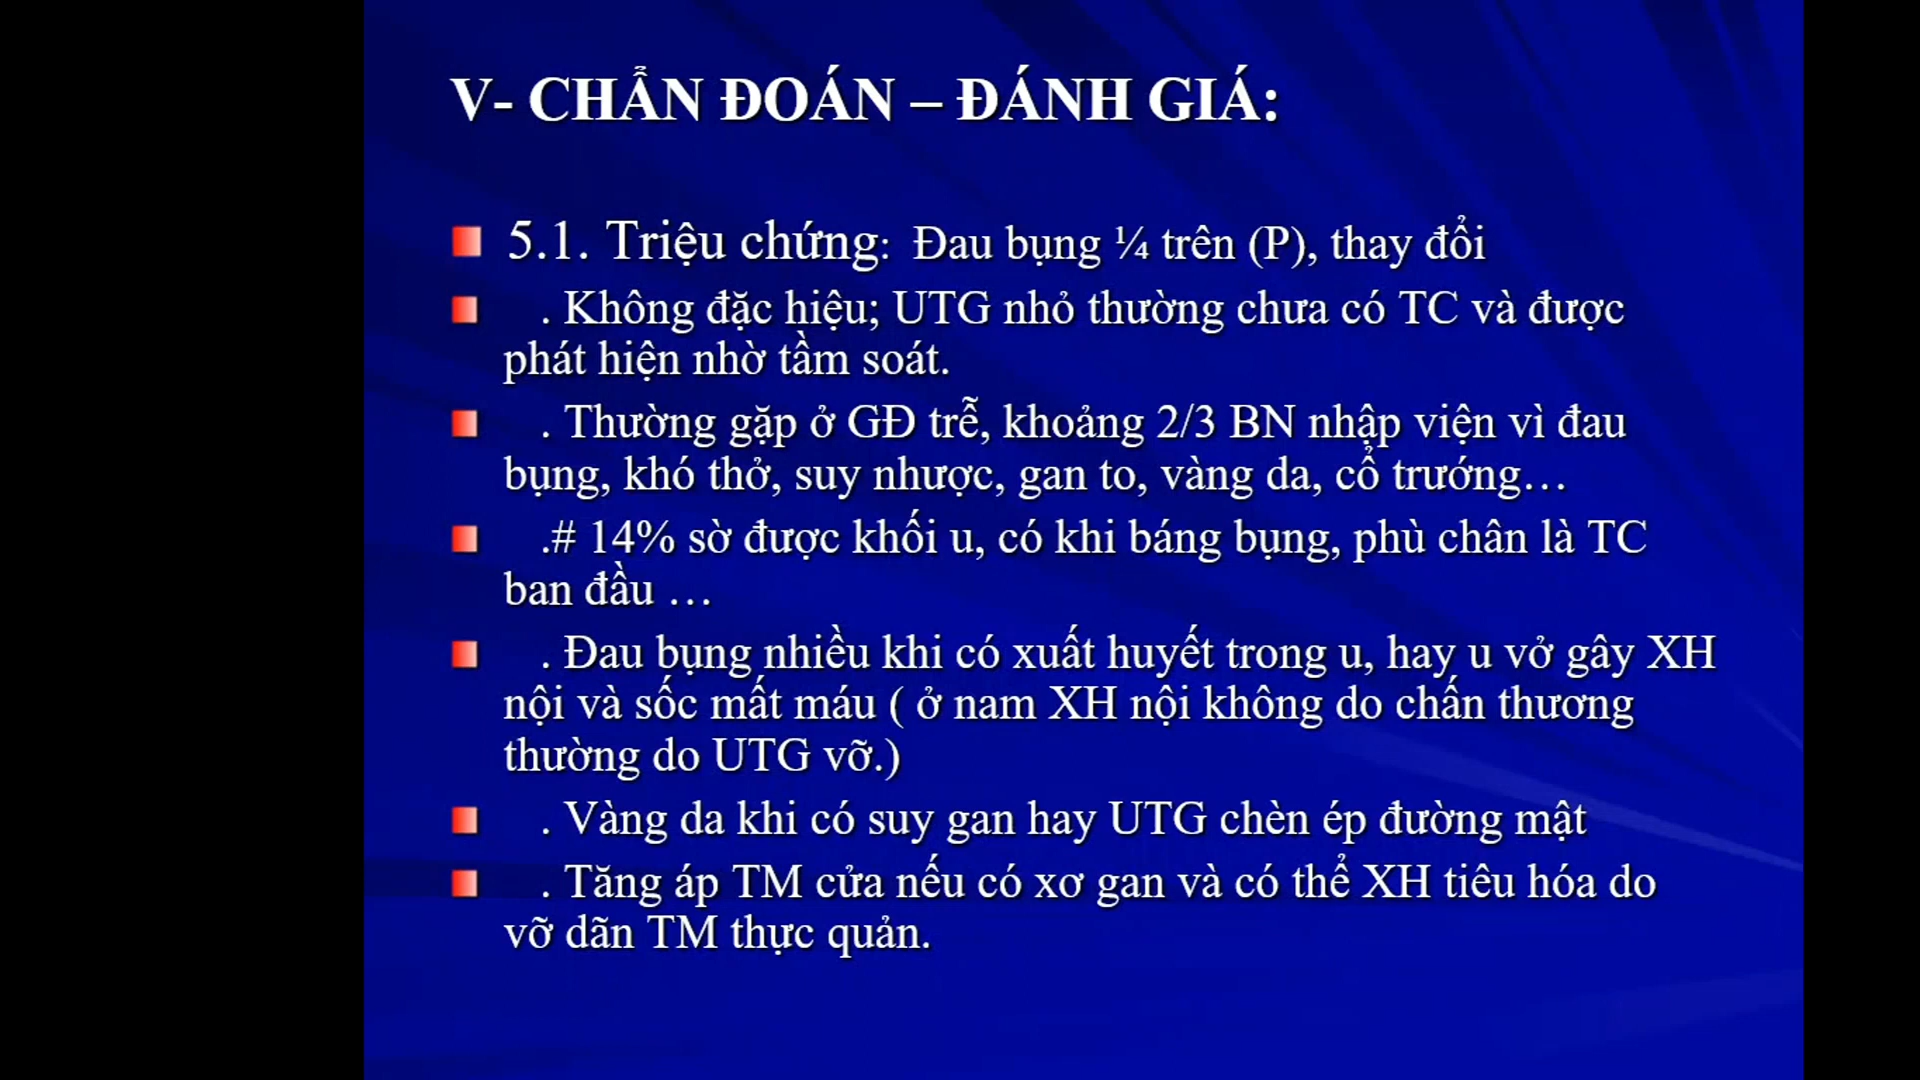 V- CHẨN ĐOÁN – ĐÁNH GIÁ:
5.1. Triệu chứng: Đau bụng ¼ trên (P), thay đổi
. Không đặc hiệu; UTG nhỏ thường chưa có TC và được
phát hiện nhờ tầm soát.
. Thường gặp ở GĐ trễ, khoảng 2/3 BN nhập viện vì đau
bụng, khó thở, suy nhược, gan to, vàng da, cổ trướng…
.# 14% sờ được khối u, có khi báng bụng, phù chân là TC
ban đầu …
. Đau bụng nhiều khi có xuất huyết trong u, hay u vở gây XH
nội và sốc mất máu ( ở nam XH nội không do chấn thương
thường do UTG vỡ.)
. Vàng da khi có suy gan hay UTG chèn ép đường mật
. Tăng áp TM cửa nếu có xơ gan và có thể XH tiêu hóa do
vỡ dãn TM thực quản.